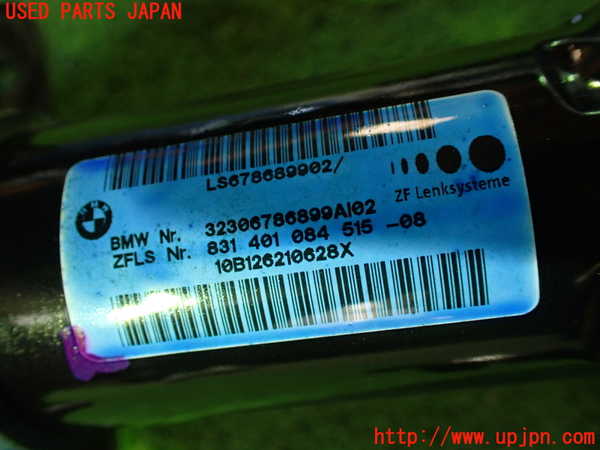 USED PARTS JAPAN
LS678689902/
ZF Lenksysteme
BMW Nr. 32306786899AI02
ZFLS Nr. 831 401 084 515 -08
10B126210628X
http://www.upjpn.com/